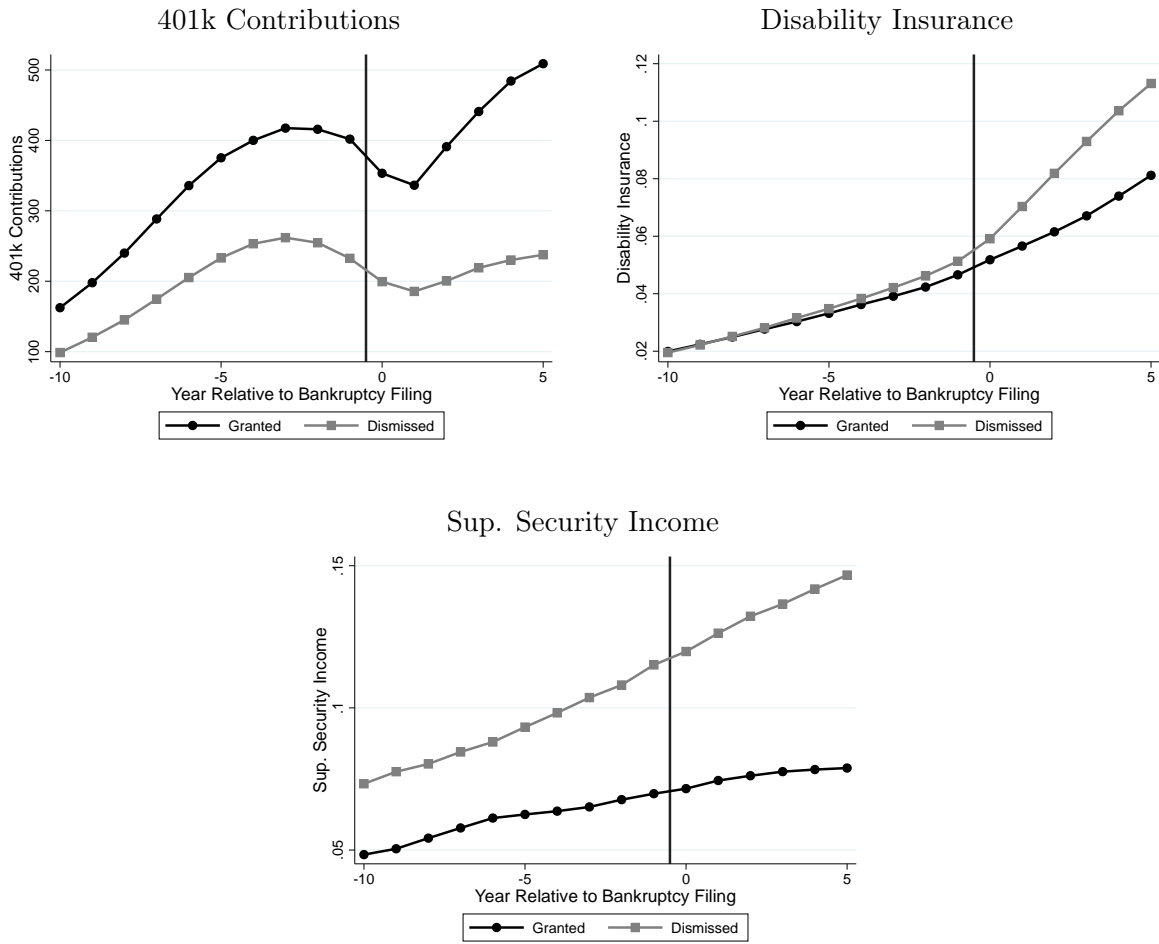 401k Contributions
401k Contributions
500
400
300
200
100
-10 -5 0 5
Year Relative to Bankruptcy Filing
Granted Dismissed
Disability Insurance
Disability Insurance
.12
.1
.08
.06
.04
.02
-10 -5 0 5
Year Relative to Bankruptcy Filing
Granted Dismissed
Sup. Security Income
Sup. Security Income
.15
.1
.05
-10 -5 0 5
Year Relative to Bankruptcy Filing
Granted Dismissed